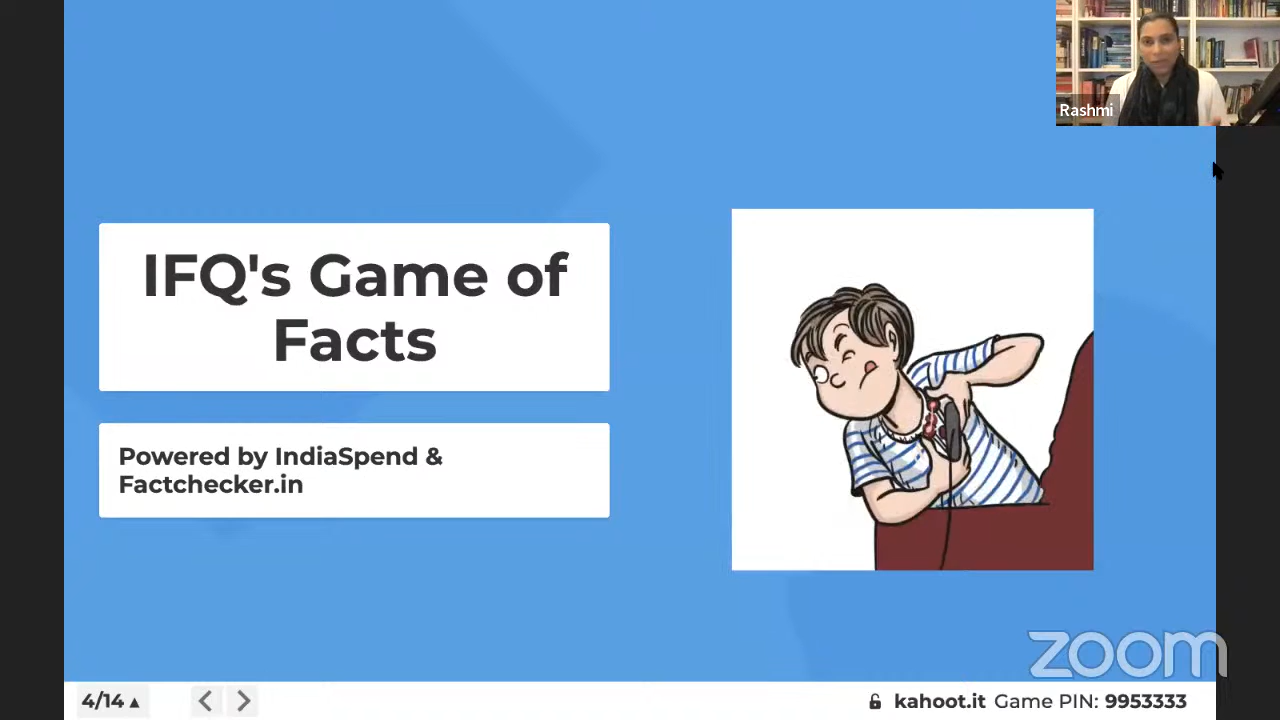 Rashmi
IFQ's Game of
Facts
Powered by IndiaSpend &
Factchecker.in
zoom
4/14 ▲
kahoot.it Game PIN: 9953333